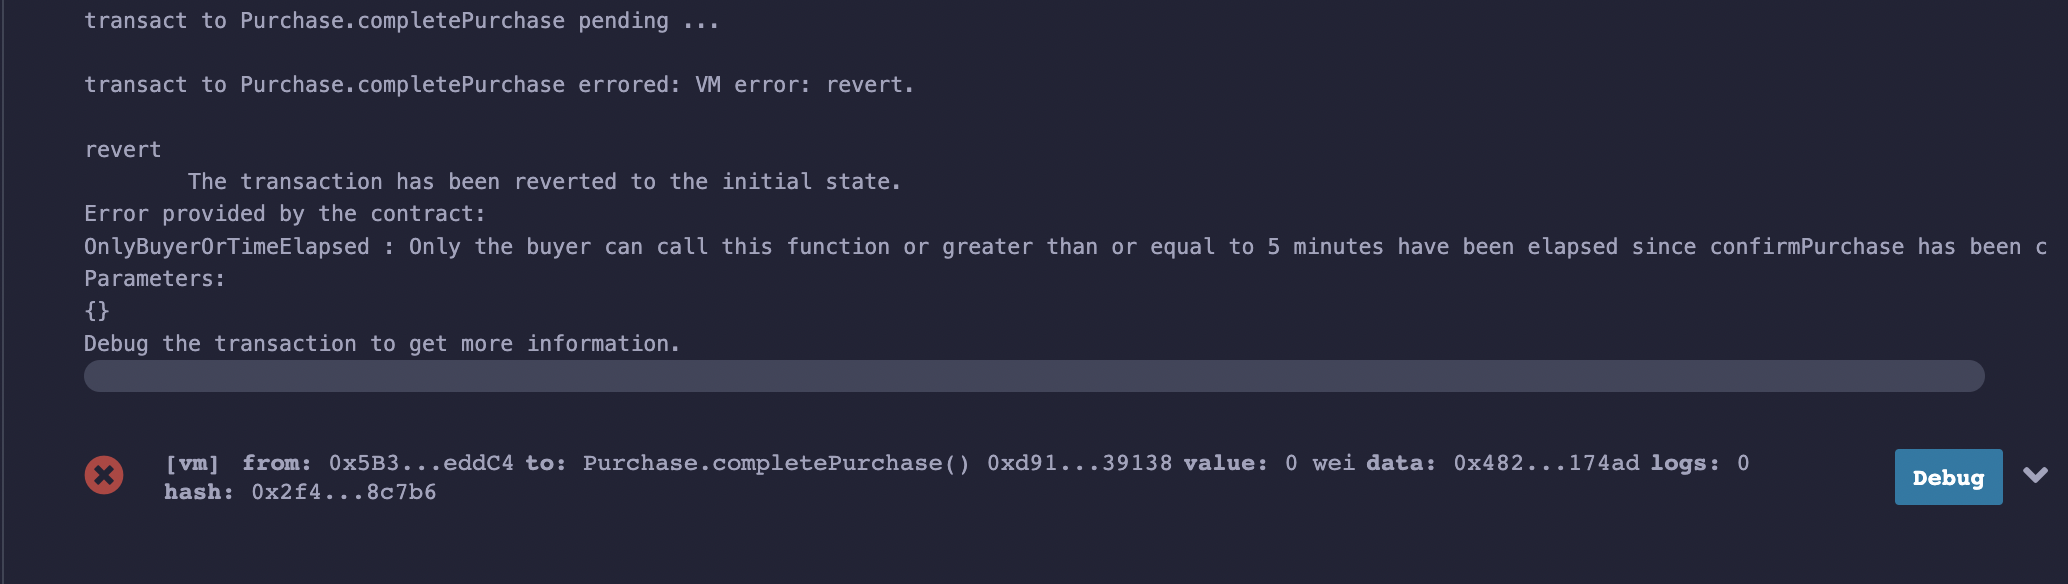 transact to Purchase.completePurchase pending ...
transact to Purchase.completePurchase errored: VM error: revert.
revert
The transaction has been reverted to the initial state.
Error provided by the contract:
OnlyBuyerOrTimeElapsed : Only the buyer can call this function or greater than or equal to 5 minutes have been elapsed since confirmPurchase has been c
Parameters:
{}
Debug the transaction to get more information.
[vm] from: 0x5B3...eddC4 to: Purchase.completePurchase() 0xd91...39138 value: 0 wei data: 0x482...174ad logs: 0
hash: 0x2f4...8c7b6
Debug